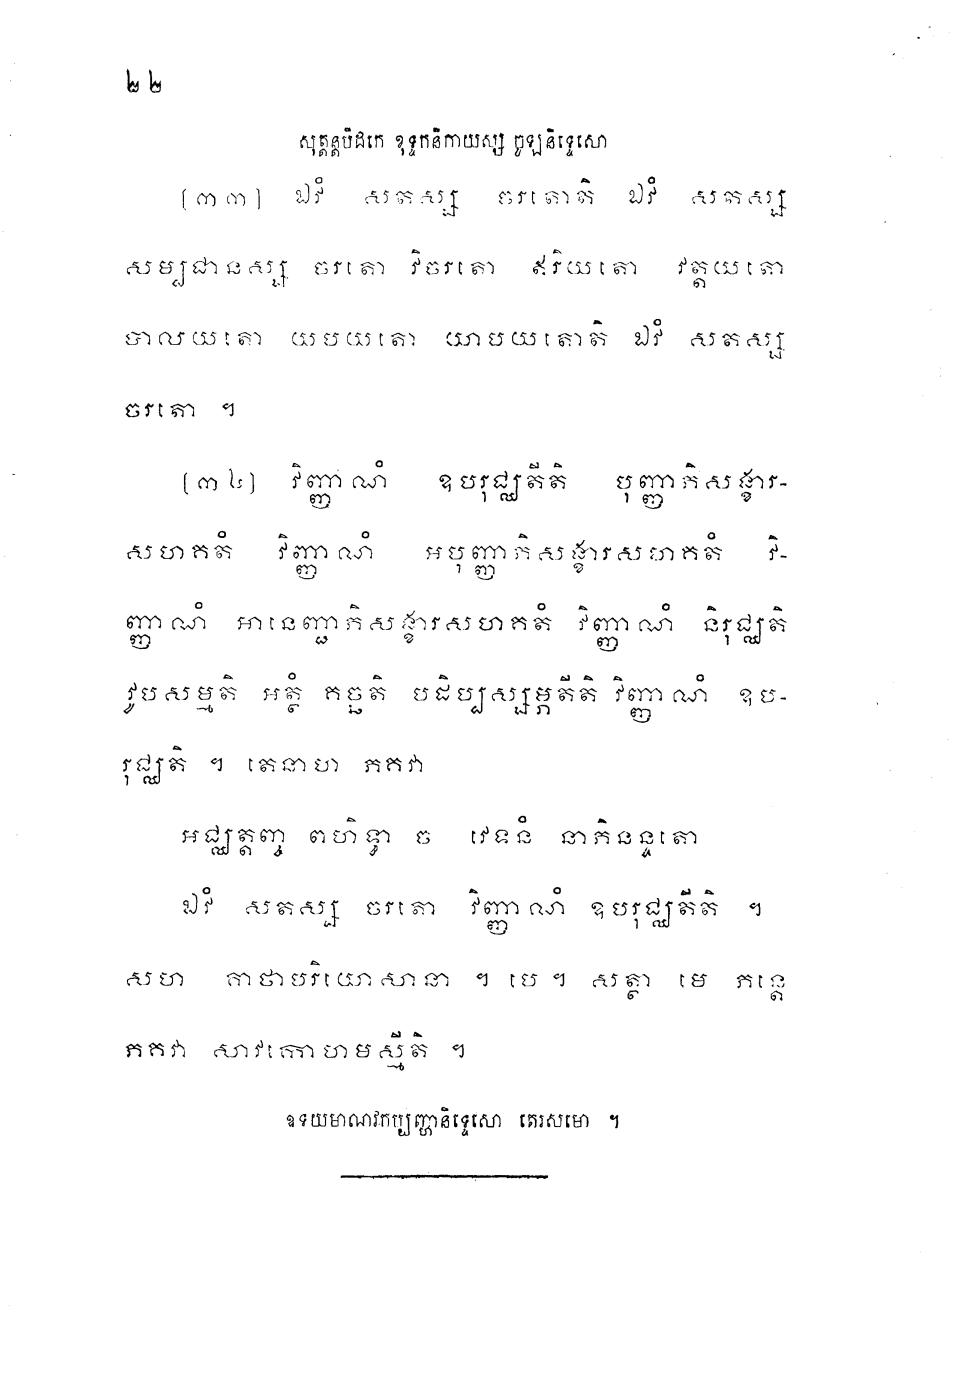 ២២
សុត្តន្តបិដកេ ខុទ្ទកនិកាយស្ស ចូឡនិទ្ទេសោ
[៣៣] ឯវំ សតស្ស ចរតោតិ ឯវំ សតស្ស
សម្បជានស្ស ចរតោ វិចរតោ ឥរិយតោ វត្តយតោ
បាលយតោ យបយតោ យាបយតោតិ ឯវំ សតស្ស
ចរតោ ។
[៣៤] វិញ្ញាណំ ឧបរុជ្ឈតីតិ បុញ្ញាភិសង្ខារ-
សហគតំ វិញ្ញាណំ អបុញ្ញាភិសង្ខារសហគតំ វិ-
ញ្ញាណំ អានេញ្ជាភិសង្ខារសហគតំ វិញ្ញាណំ និរុជ្ឈតិ
វូបសម្មតិ អត្ថំ គច្ឆតិ បដិប្បស្សម្ភតីតិ វិញ្ញាណំ ឧប-
រុជ្ឈតិ ។ តេនាហ ភគវា
អជ្ឈត្តញ្ច ពហិទ្ធា ច វេទនំ នាភិនន្ទតោ
ឯវំ សតស្ស ចរតោ វិញ្ញាណំ ឧបរុជ្ឈតីតិ ។
សហ គាថាបរិយោសានា ។ បេ ។ សត្ថា មេ ភន្តេ
ភគវា សាវកោហមស្មីតិ ។
ឧទយមាណវកប្បញ្ហានិទ្ទេសោ តេរសមោ ។